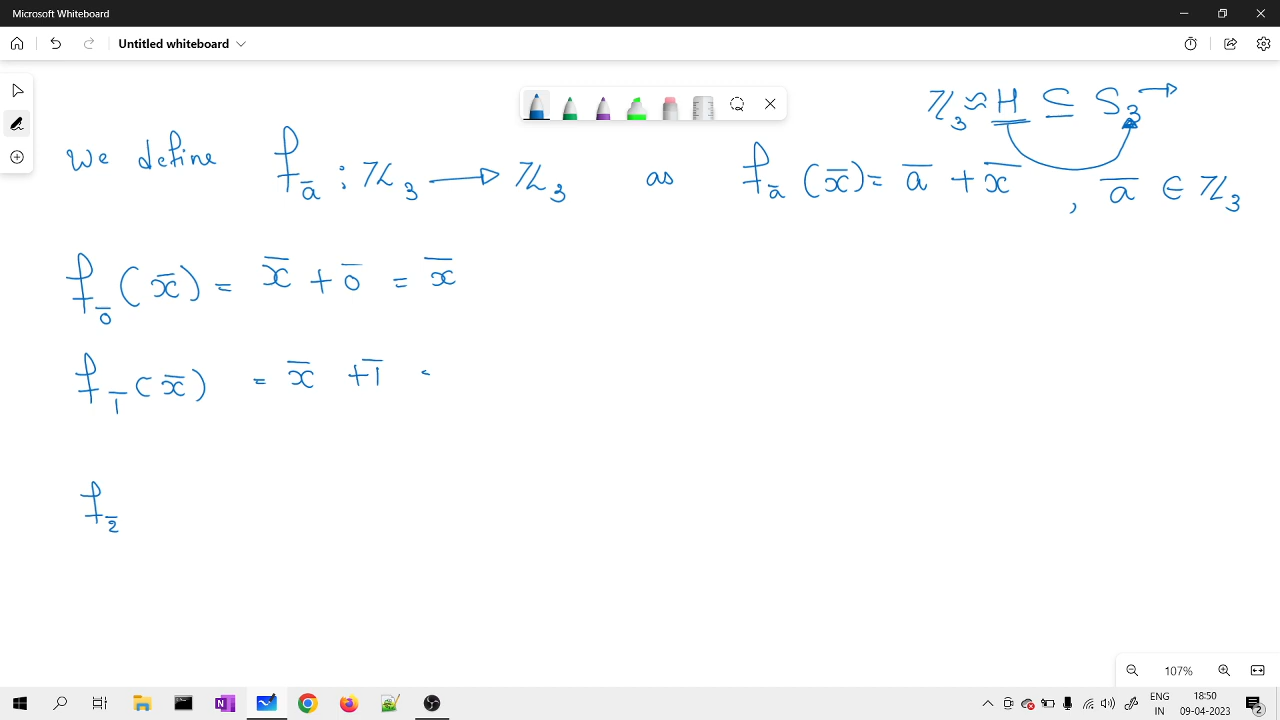 Microsoft Whiteboard
Untitled whiteboard
ℤ₃ ≈ H ⊆ S₃ →
We define f_ā : ℤ₃ → ℤ₃ as f_ā (x̄) = ā + x̄ , ā ∈ ℤ₃
f_0̄ (x̄) = x̄ + 0̄ = x̄
f_1̄ (x̄) = x̄ + 1̄ =
f_2̄
107%
ENG 18:50
IN 09-04-2023 2